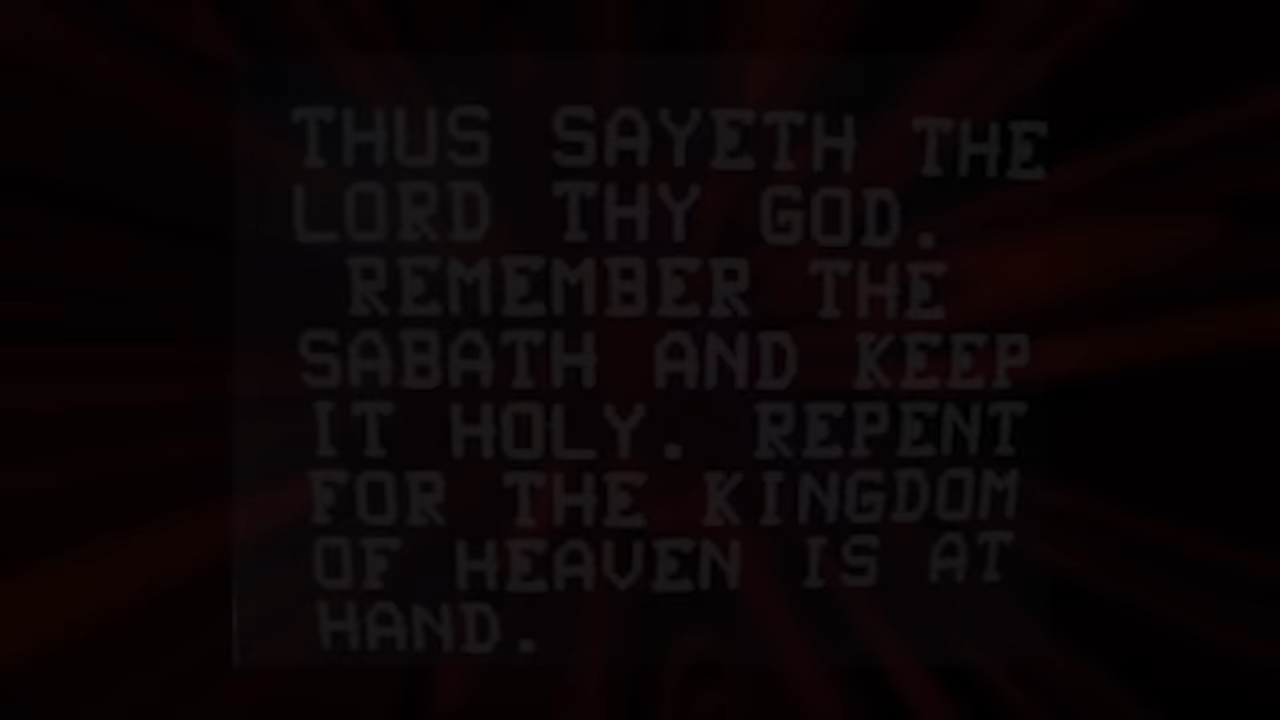 THUS SAYETH THE
LORD THY GOD.
REMEMBER THE
SABATH AND KEEP
IT HOLY. REPENT
FOR THE KINGDOM
OF HEAVEN IS AT
HAND.